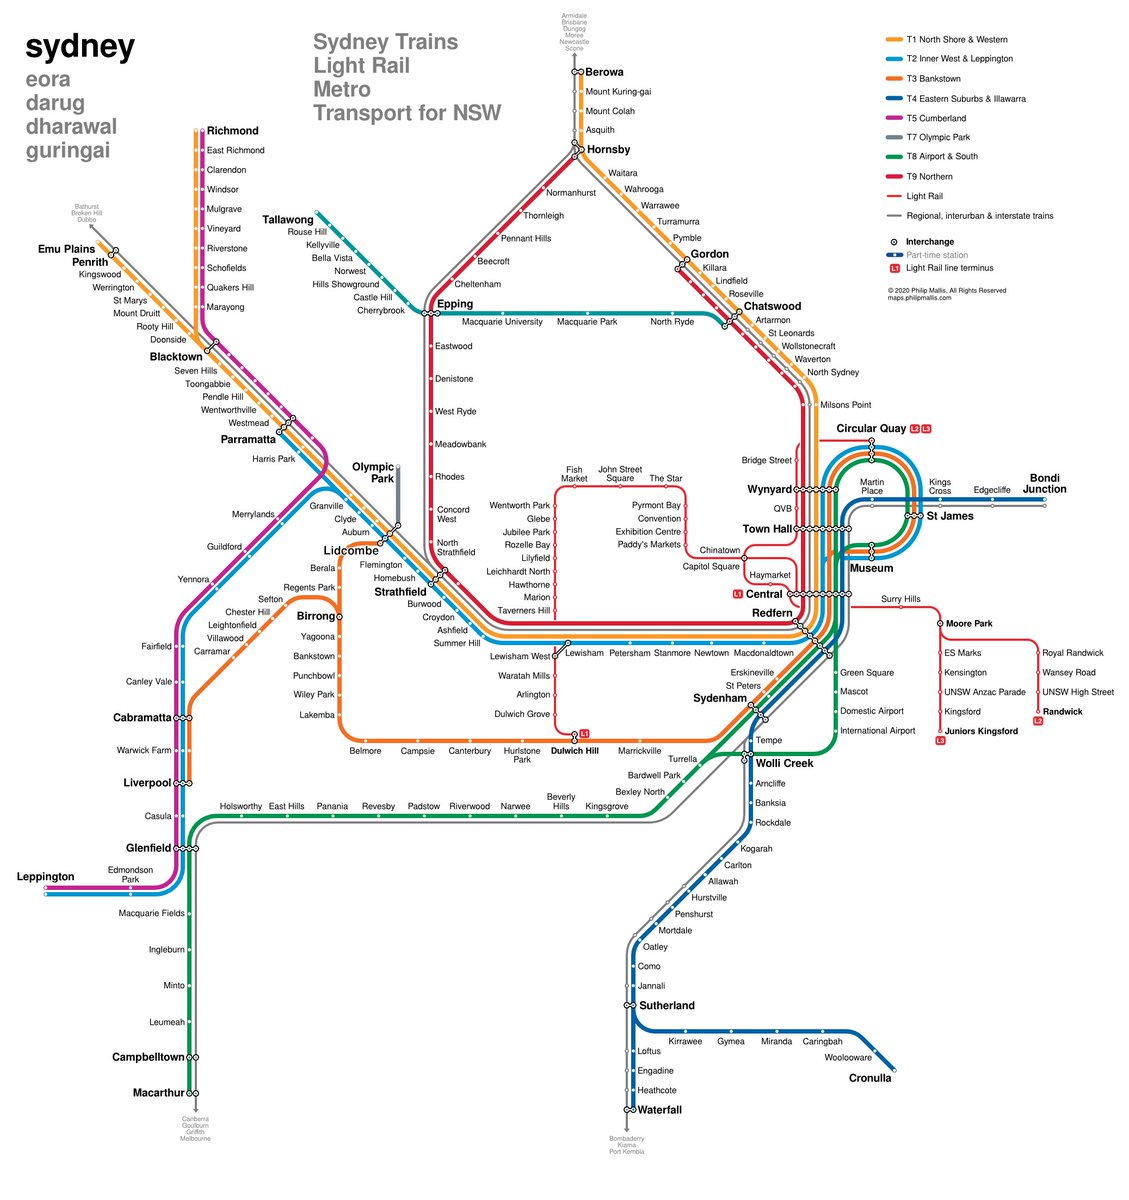 sydney
eora
darug
dharawal
guringai
Sydney Trains
Light Rail
Metro
Transport for NSW
Armidale
Brisbane
Dungog
Moree
Newcastle
Scone
T1 North Shore & Western
T2 Inner West & Leppington
T3 Bankstown
T4 Eastern Suburbs & Illawarra
T5 Cumberland
T7 Olympic Park
T8 Airport & South
T9 Northern
Light Rail
Regional, interurban & interstate trains
Interchange
Part-time station
L1 Light Rail line terminus
© 2020 Philip Mallis, All Rights Reserved
maps.philipmallis.com
Berowa
Mount Kuring-gai
Mount Colah
Asquith
Hornsby
Waitara
Wahrooga
Warrawee
Turramurra
Pymble
Gordon
Killara
Lindfield
Roseville
Chatswood
Artarmon
St Leonards
Wollstonecraft
Waverton
North Sydney
Milsons Point
Normanhurst
Thornleigh
Pennant Hills
Beecroft
Cheltenham
Epping
Macquarie University
Macquarie Park
North Ryde
Eastwood
Denistone
West Ryde
Meadowbank
Rhodes
Concord
West
North
Strathfield
Tallawong
Rouse Hill
Kellyville
Bella Vista
Norwest
Hills Showground
Castle Hill
Cherrybrook
Richmond
East Richmond
Clarendon
Windsor
Mulgrave
Vineyard
Riverstone
Schofields
Quakers Hill
Marayong
Bathurst
Broken Hill
Dubbo
Emu Plains
Penrith
Kingswood
Werrington
St Marys
Mount Druitt
Rooty Hill
Doonside
Blacktown
Seven Hills
Toongabbie
Pendle Hill
Wentworthville
Westmead
Parramatta
Harris Park
Granville
Clyde
Auburn
Lidcombe
Olympic
Park
Flemington
Homebush
Strathfield
Burwood
Croydon
Ashfield
Summer Hill
Lewisham
Petersham
Stanmore
Newtown
Macdonaldtown
Merrylands
Guildford
Yennora
Fairfield
Canley Vale
Cabramatta
Warwick Farm
Liverpool
Casula
Glenfield
Edmondson
Park
Leppington
Macquarie Fields
Ingleburn
Minto
Leumeah
Campbelltown
Macarthur
Canberra
Goulburn
Griffith
Melbourne
Berala
Regents Park
Sefton
Chester Hill
Leightonfield
Villawood
Carramar
Birrong
Yagoona
Bankstown
Punchbowl
Wiley Park
Lakemba
Belmore
Campsie
Canterbury
Hurlstone
Park
Dulwich Hill
L1
Marrickville
Fish
Market
John Street
Square
The Star
Wentworth Park
Glebe
Jubilee Park
Rozelle Bay
Lilyfield
Leichhardt North
Hawthorne
Marion
Taverners Hill
Lewisham West
Waratah Mills
Arlington
Dulwich Grove
Pyrmont Bay
Convention
Exhibition Centre
Paddy's Markets
Chinatown
Capitol Square
Haymarket
L1 Central
Redfern
Circular Quay L2 L3
Bridge Street
Wynyard
QVB
Town Hall
Martin
Place
Kings
Cross
Edgecliff
Bondi
Junction
St James
Museum
Surry Hills
Moore Park
ES Marks
Kensington
UNSW Anzac Parade
Kingsford
Juniors Kingsford
L3
Royal Randwick
Wansey Road
UNSW High Street
Randwick
L2
Erskineville
St Peters
Sydenham
Green Square
Mascot
Domestic Airport
International Airport
Tempe
Wolli Creek
Turrella
Bardwell Park
Bexley North
Kingsgrove
Beverly
Hills
Narwee
Riverwood
Padstow
Revesby
Panania
East Hills
Holsworthy
Arncliffe
Banksia
Rockdale
Kogarah
Carlton
Allawah
Hurstville
Penshurst
Mortdale
Oatley
Como
Jannali
Sutherland
Kirrawee
Gymea
Miranda
Caringbah
Woolooware
Cronulla
Loftus
Engadine
Heathcote
Waterfall
Bombaderry
Kiama
Port Kembla